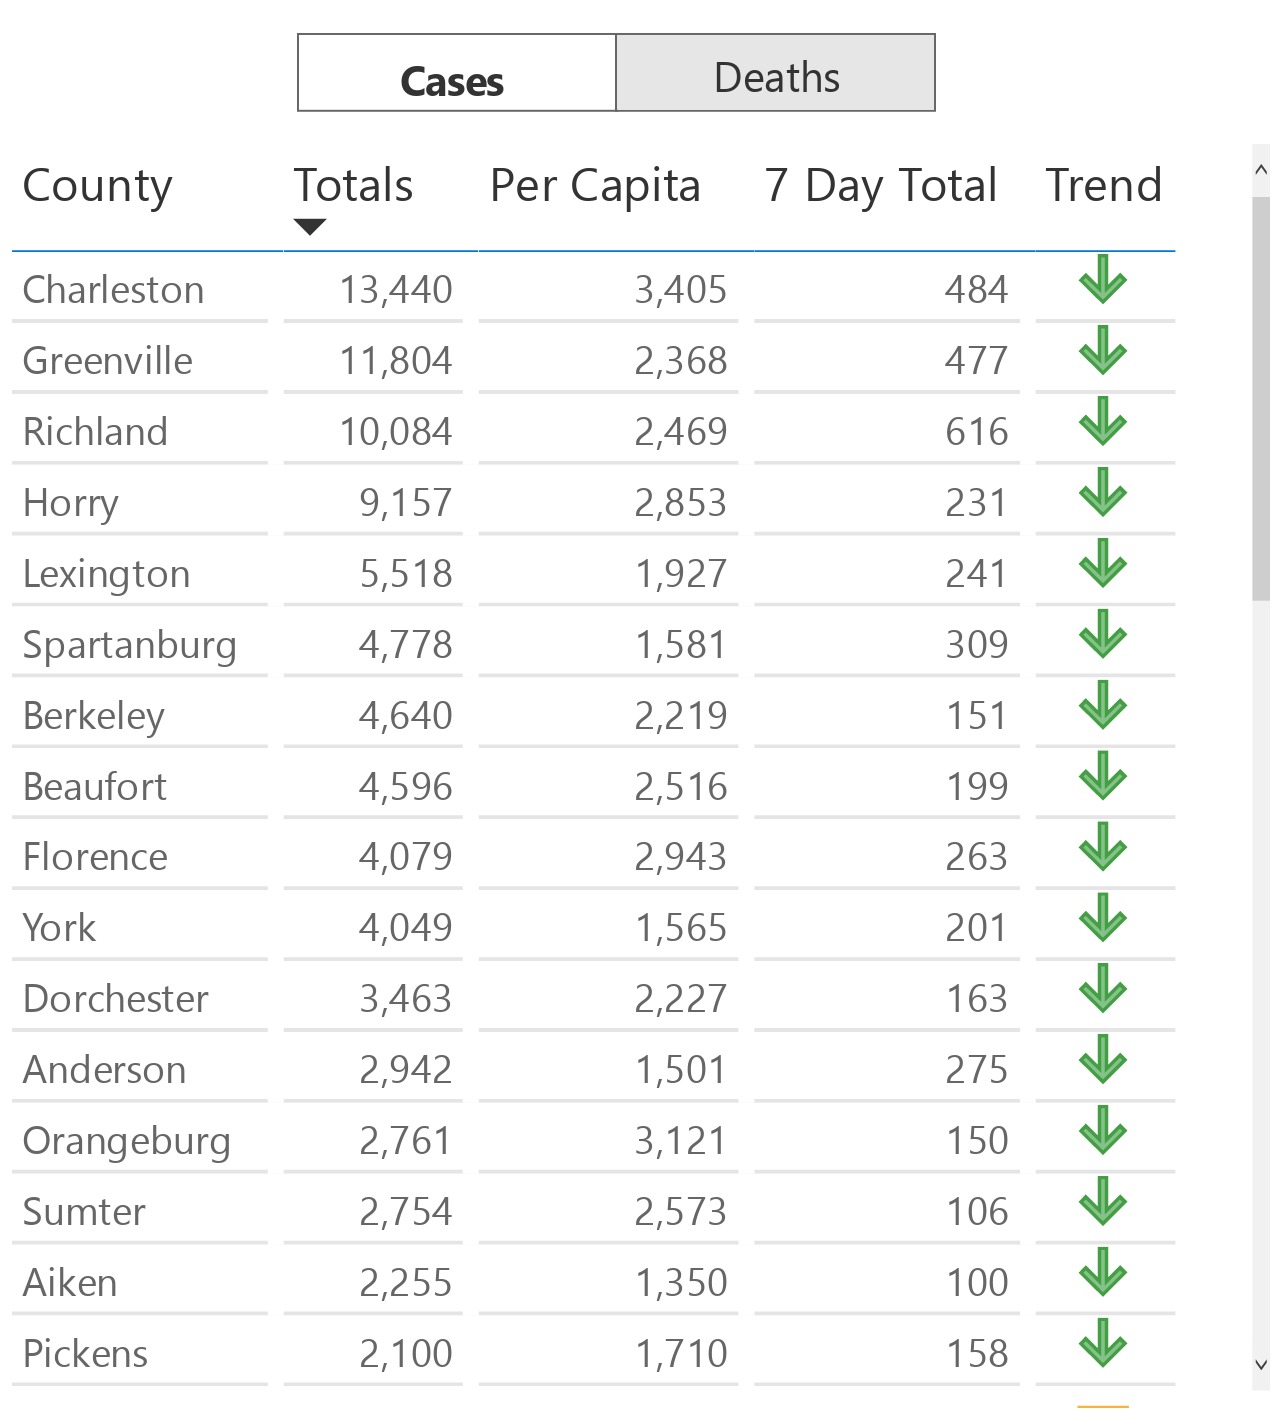 Cases Deaths
County Totals Per Capita 7 Day Total Trend
Charleston 13,440 3,405 484
Greenville 11,804 2,368 477
Richland 10,084 2,469 616
Horry 9,157 2,853 231
Lexington 5,518 1,927 241
Spartanburg 4,778 1,581 309
Berkeley 4,640 2,219 151
Beaufort 4,596 2,516 199
Florence 4,079 2,943 263
York 4,049 1,565 201
Dorchester 3,463 2,227 163
Anderson 2,942 1,501 275
Orangeburg 2,761 3,121 150
Sumter 2,754 2,573 106
Aiken 2,255 1,350 100
Pickens 2,100 1,710 158